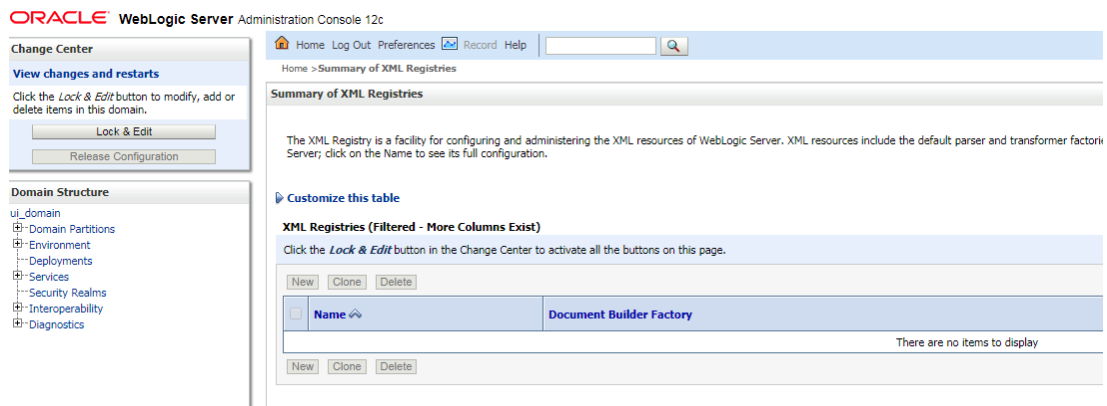 ORACLE WebLogic Server Administration Console 12c
Change Center
View changes and restarts
Click the Lock & Edit button to modify, add or
delete items in this domain.
Lock & Edit
Release Configuration
Domain Structure
ui_domain
Domain Partitions
Environment
Deployments
Services
Security Realms
Interoperability
Diagnostics
Home Log Out Preferences Record Help
Home >Summary of XML Registries
Summary of XML Registries
The XML Registry is a facility for configuring and administering the XML resources of WebLogic Server. XML resources include the default parser and transformer factorie
Server; click on the Name to see its full configuration.
Customize this table
XML Registries (Filtered - More Columns Exist)
Click the Lock & Edit button in the Change Center to activate all the buttons on this page.
New Clone Delete
Name Document Builder Factory
There are no items to display
New Clone Delete